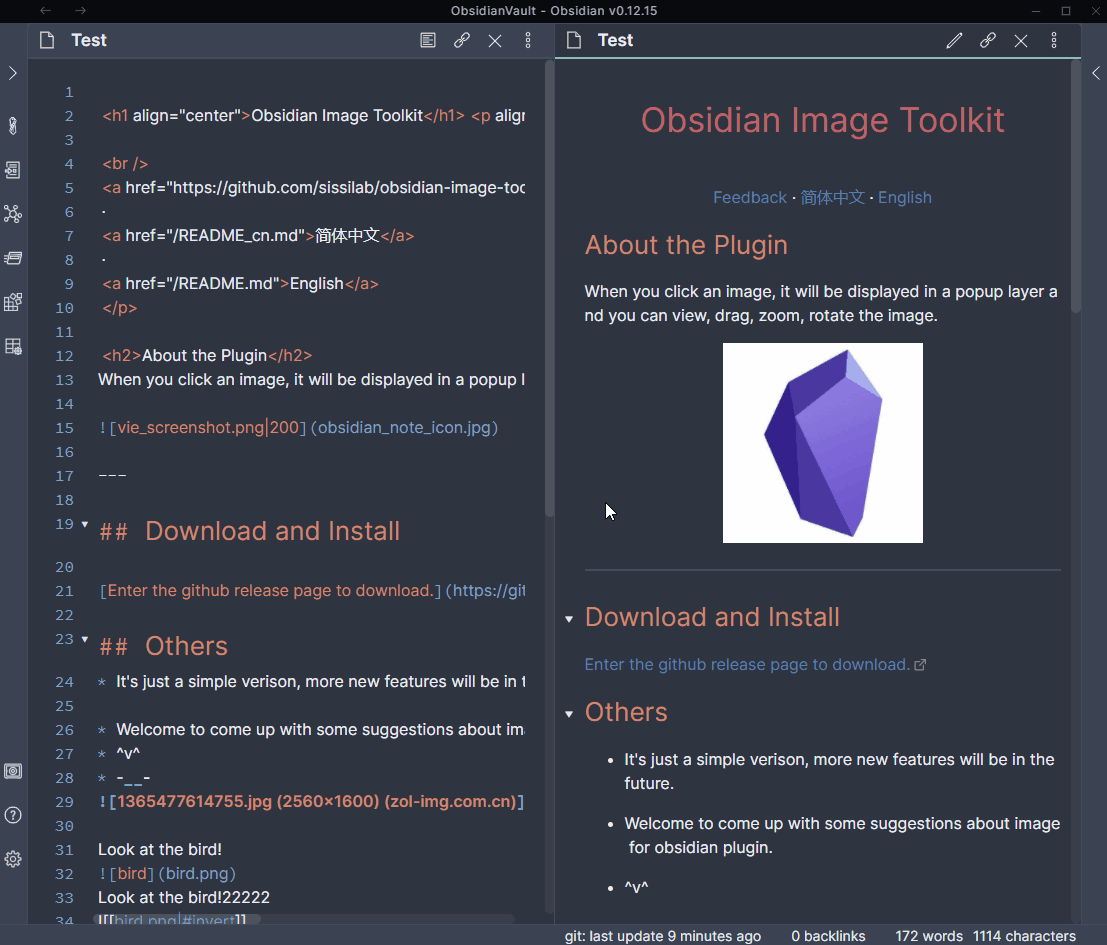 ObsidianVault - Obsidian v0.12.15
Test
1
2 <h1 align="center">Obsidian Image Toolkit</h1> <p align
3
4 <br />
5 <a href="https://github.com/sissilab/obsidian-image-too
6 ·
7 <a href="/README_cn.md">简体中文</a>
8 ·
9 <a href="/README.md">English</a>
10 </p>
11
12 <h2>About the Plugin</h2>
13 When you click an image, it will be displayed in a popup l
14
15 ![vie_screenshot.png|200](obsidian_note_icon.jpg)
16
17 ---
18
19 ## Download and Install
20
21 [Enter the github release page to download.](https://git
22
23 ## Others
24 * It's just a simple verison, more new features will be in t
25
26 * Welcome to come up with some suggestions about im
27 * ^v^
28 * -__-
29 ![1365477614755.jpg (2560×1600) (zol-img.com.cn)]
30
31 Look at the bird!
32 ![bird](bird.png)
33 Look at the bird!22222
34 ![[bird.png|#invert]]
Test
Obsidian Image Toolkit
Feedback · 简体中文 · English
About the Plugin
When you click an image, it will be displayed in a popup layer a
nd you can view, drag, zoom, rotate the image.
Download and Install
Enter the github release page to download.
Others
• It's just a simple verison, more new features will be in the
future.
• Welcome to come up with some suggestions about image
for obsidian plugin.
• ^v^
git: last update 9 minutes ago 0 backlinks 172 words 1114 characters